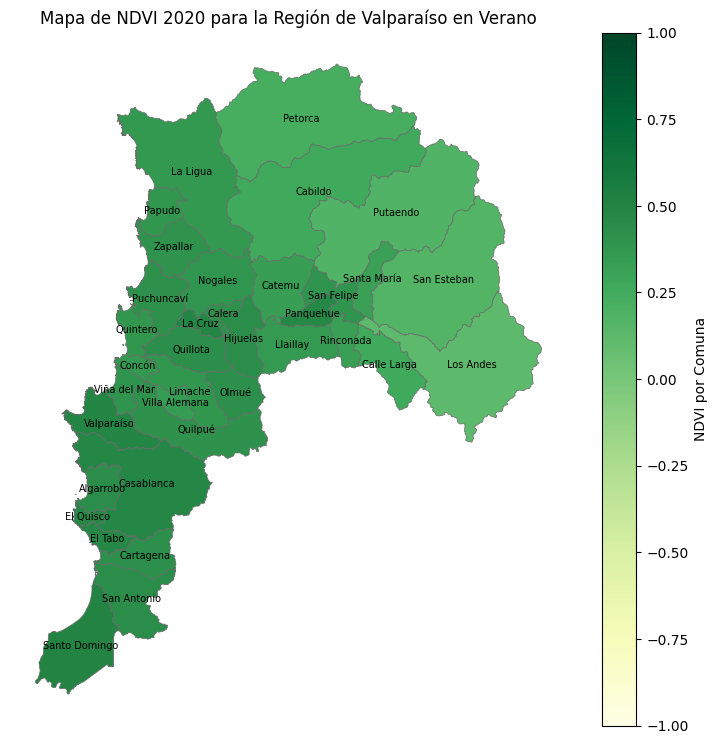 Mapa de NDVI 2020 para la Región de Valparaíso en Verano
Petorca
La Ligua
Cabildo
Papudo
Putaendo
Zapallar
Nogales
Catemu
Santa María
San Esteban
Puchuncaví
San Felipe
Calera
Panquehue
La Cruz
Quintero
Hijuelas
Rinconada
Llaillay
Quillota
Concón
Calle Larga
Los Andes
Viña del Mar
Limache
Olmué
Villa Alemana
Valparaíso
Quilpué
Casablanca
Algarrobo
El Quisco
El Tabo
Cartagena
San Antonio
Santo Domingo
1.00
0.75
0.50
0.25
0.00
−0.25
−0.50
−0.75
−1.00
NDVI por Comuna